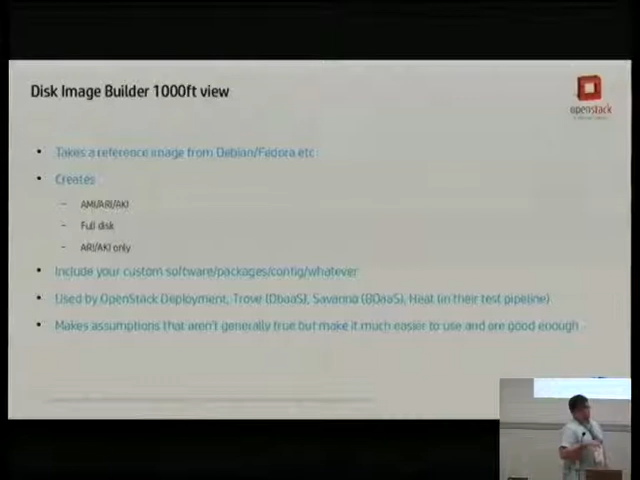 Disk Image Builder 1000ft view
openstack
Takes a reference image from Debian/Fedora etc
Creates
AMI/ARI/AKI
Full disk
ARI/AKI only
Include your custom software/packages/config/whatever
Used by OpenStack Deployment, Trove (DbaaS), Savanna (BDaaS), Heat (in their test pipeline)
Makes assumptions that aren't generally true but make it much easier to use and are good enough